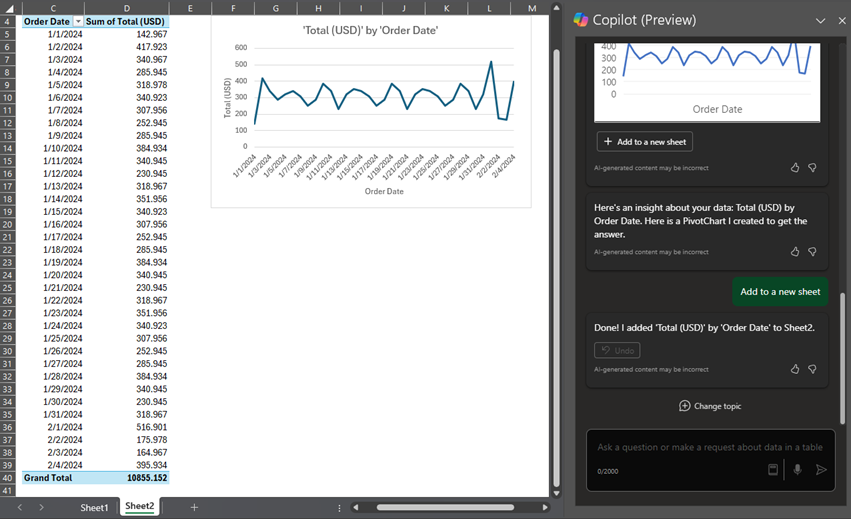 C D E F G H I J K L M
4 Order Date Sum of Total (USD)
5 1/1/2024 142.967
6 1/2/2024 417.923
7 1/3/2024 340.967
8 1/4/2024 285.945
9 1/5/2024 318.978
10 1/6/2024 340.923
11 1/7/2024 307.956
12 1/8/2024 252.945
13 1/9/2024 285.945
14 1/10/2024 384.934
15 1/11/2024 340.945
16 1/12/2024 230.945
17 1/13/2024 318.967
18 1/14/2024 351.956
19 1/15/2024 340.923
20 1/16/2024 307.956
21 1/17/2024 252.945
22 1/18/2024 285.945
23 1/19/2024 384.934
24 1/20/2024 340.945
25 1/21/2024 230.945
26 1/22/2024 318.967
27 1/23/2024 351.956
28 1/24/2024 340.923
29 1/25/2024 307.956
30 1/26/2024 252.945
31 1/27/2024 285.945
32 1/28/2024 384.934
33 1/29/2024 340.945
34 1/30/2024 230.945
35 1/31/2024 318.967
36 2/1/2024 516.901
37 2/2/2024 175.978
38 2/3/2024 164.967
39 2/4/2024 395.934
40 Grand Total 10855.152
41
Sheet1 Sheet2
'Total (USD)' by 'Order Date'
Total (USD)
600
500
400
300
200
100
0
1/1/2024 1/3/2024 1/5/2024 1/7/2024 1/9/2024 1/11/2024 1/13/2024 1/15/2024 1/17/2024 1/19/2024 1/21/2024 1/23/2024 1/25/2024 1/27/2024 1/29/2024 1/31/2024 2/2/2024 2/4/2024
Order Date
Copilot (Preview)
400
300
200
100
0
Order Date
Add to a new sheet
AI-generated content may be incorrect
Here's an insight about your data: Total (USD) by
Order Date. Here is a PivotChart I created to get the
answer.
AI-generated content may be incorrect
Add to a new sheet
Done! I added 'Total (USD)' by 'Order Date' to Sheet2.
Undo
AI-generated content may be incorrect
Change topic
Ask a question or make a request about data in a table
0/2000